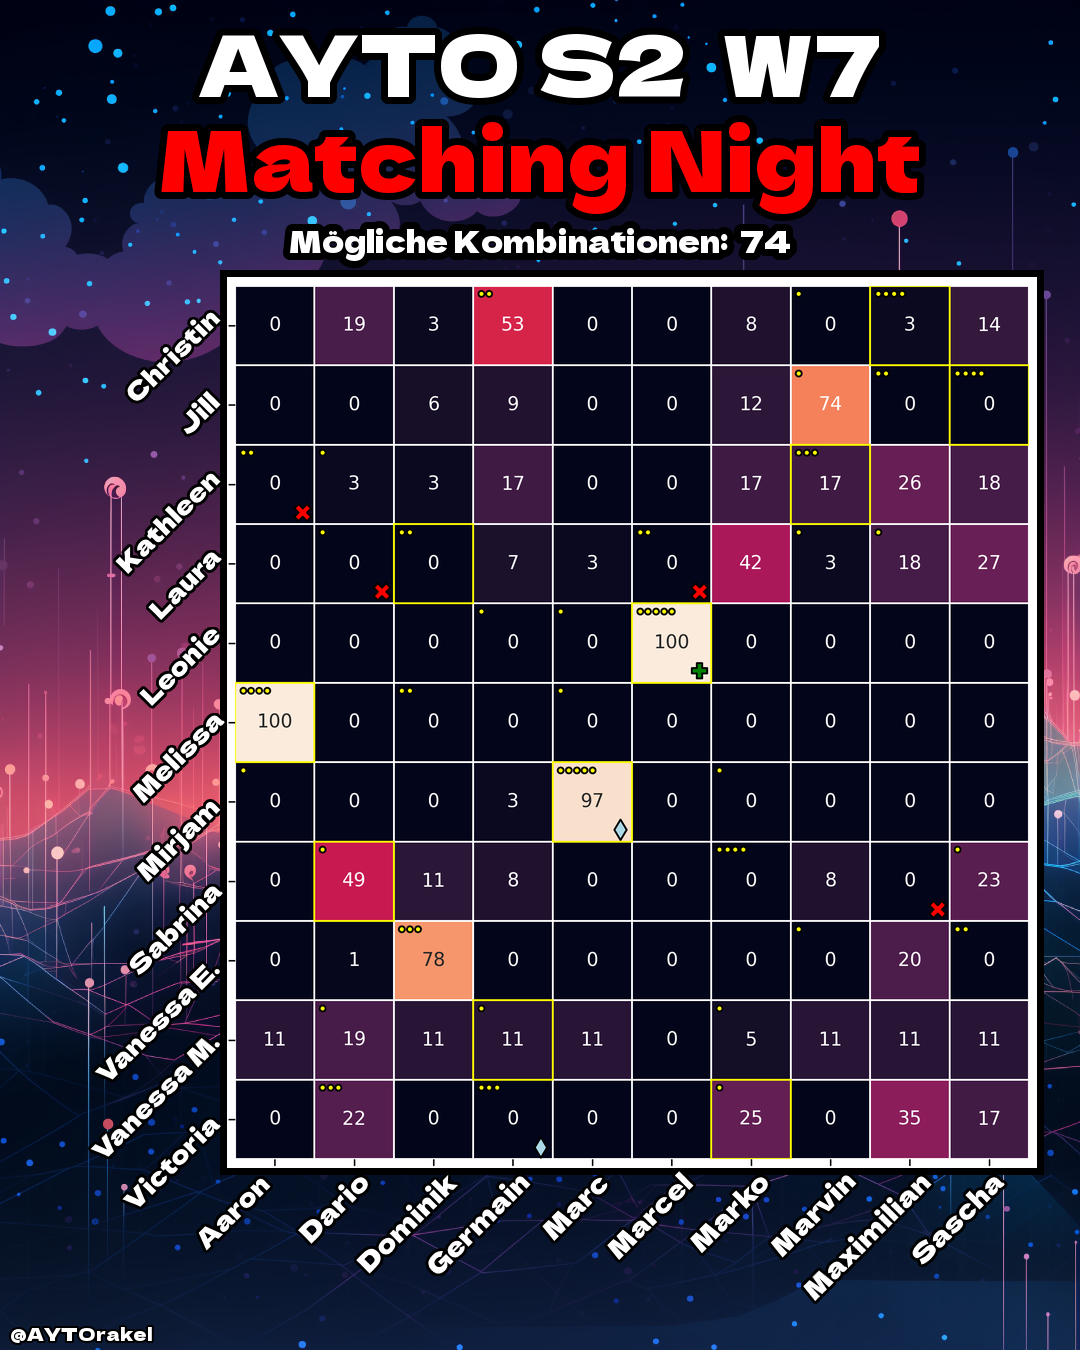 AYTO S2 W7
Matching Night
Mögliche Kombinationen: 74
Christin 0 19 3 53 0 0 8 0 3 14
Jill 0 0 6 9 0 0 12 74 0 0
Kathleen 0 3 3 17 0 0 17 17 26 18
Laura 0 0 0 7 3 0 42 3 18 27
Leonie 0 0 0 0 0 100 0 0 0 0
Melissa 100 0 0 0 0 0 0 0 0 0
Mirjam 0 0 0 3 97 0 0 0 0 0
Sabrina 0 49 11 8 0 0 0 8 0 23
Vanessa E. 0 1 78 0 0 0 0 0 20 0
Vanessa M. 11 19 11 11 11 0 5 11 11 11
Victoria 0 22 0 0 0 0 25 0 35 17
Aaron Dario Dominik Germain Marc Marcel Marko Marvin Maximilian Sascha
@AYTOrakel